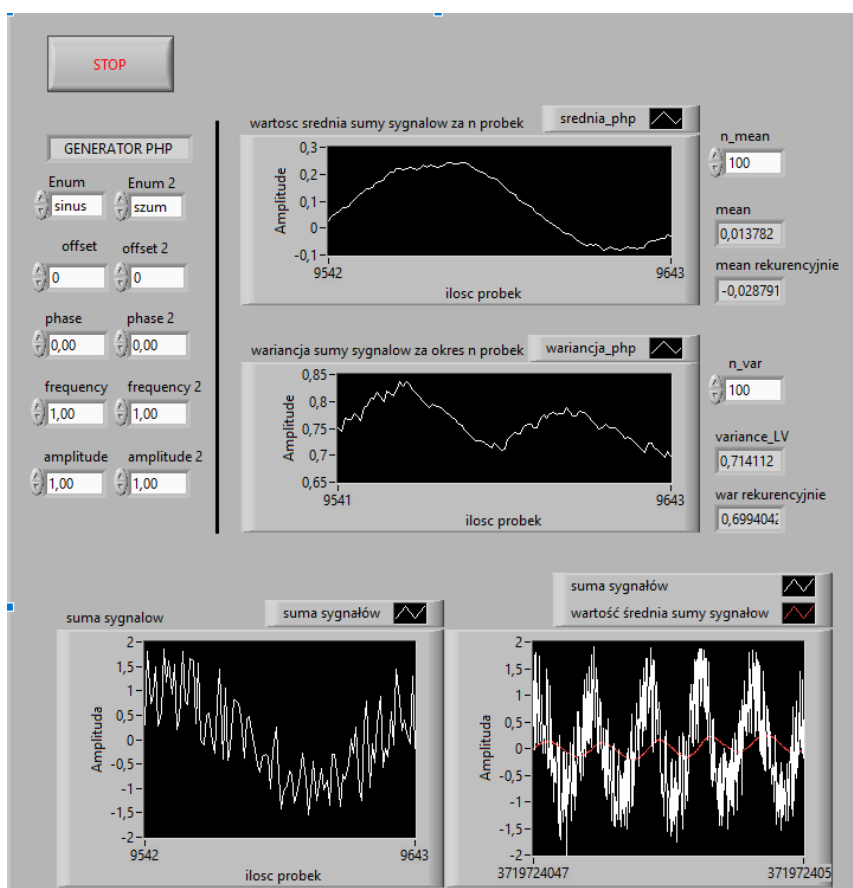 STOP
GENERATOR PHP
Enum Enum 2
sinus szum
offset offset 2
0 0
phase phase 2
0,00 0,00
frequency frequency 2
1,00 1,00
amplitude amplitude 2
1,00 1,00
wartosc srednia sumy sygnalow za n probek
srednia_php
0,3
0,2
0,1
0
-0,1
Amplitude
9542 9643
ilosc probek
n_mean
100
mean
0,013782
mean rekurencyjnie
-0,028791
wariancja sumy sygnalow za okres n probek
wariancja_php
0,85
0,8
0,75
0,7
0,65
Amplitude
9541 9643
ilosc probek
n_var
100
variance_LV
0,714112
war rekurencyjnie
0,699404
suma sygnalow
suma sygnałów
2
1,5
1
0,5
0
-0,5
-1
-1,5
-2
Amplituda
9542 9643
ilosc probek
suma sygnałów
wartość średnia sumy sygnałow
2
1,5
1
0,5
0
-0,5
-1
-1,5
-2
Amplituda
3719724047 371972405